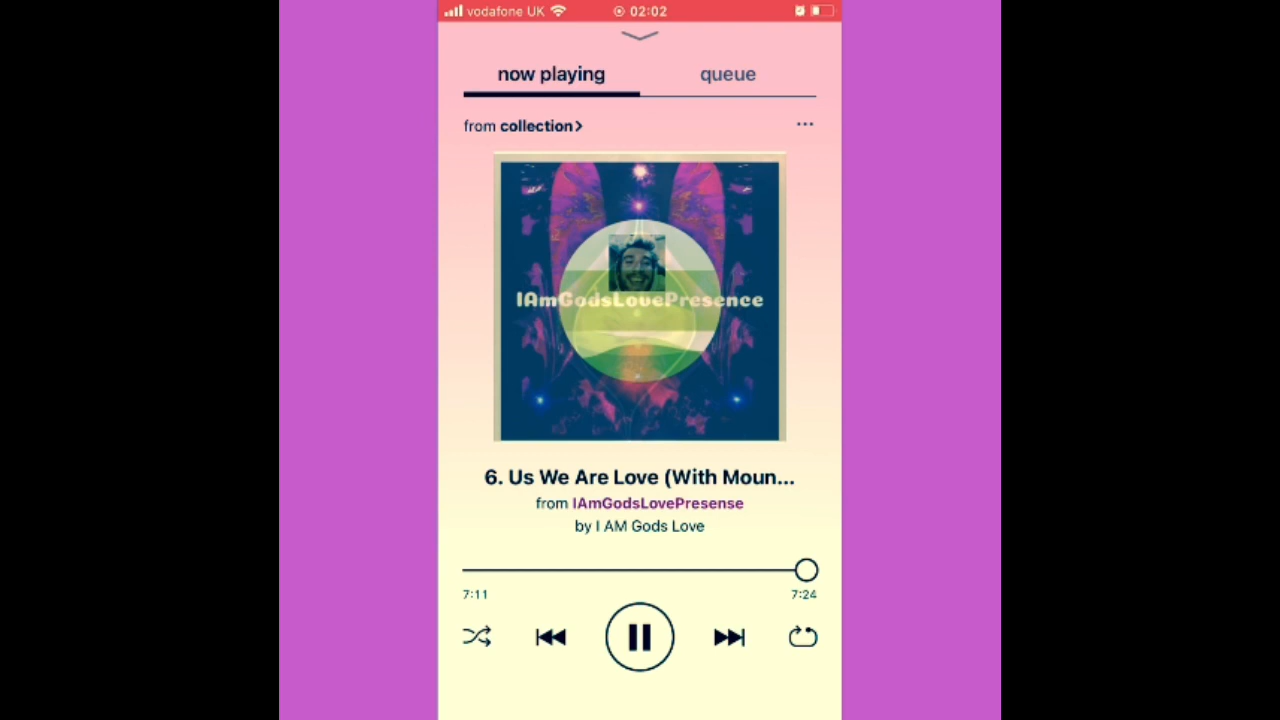 vodafone UK 02:02
now playing queue
from collection>
IAmGodsLovePresence
6. Us We Are Love (With Moun...
from IAmGodsLovePresense
by I AM Gods Love
7:11 7:24